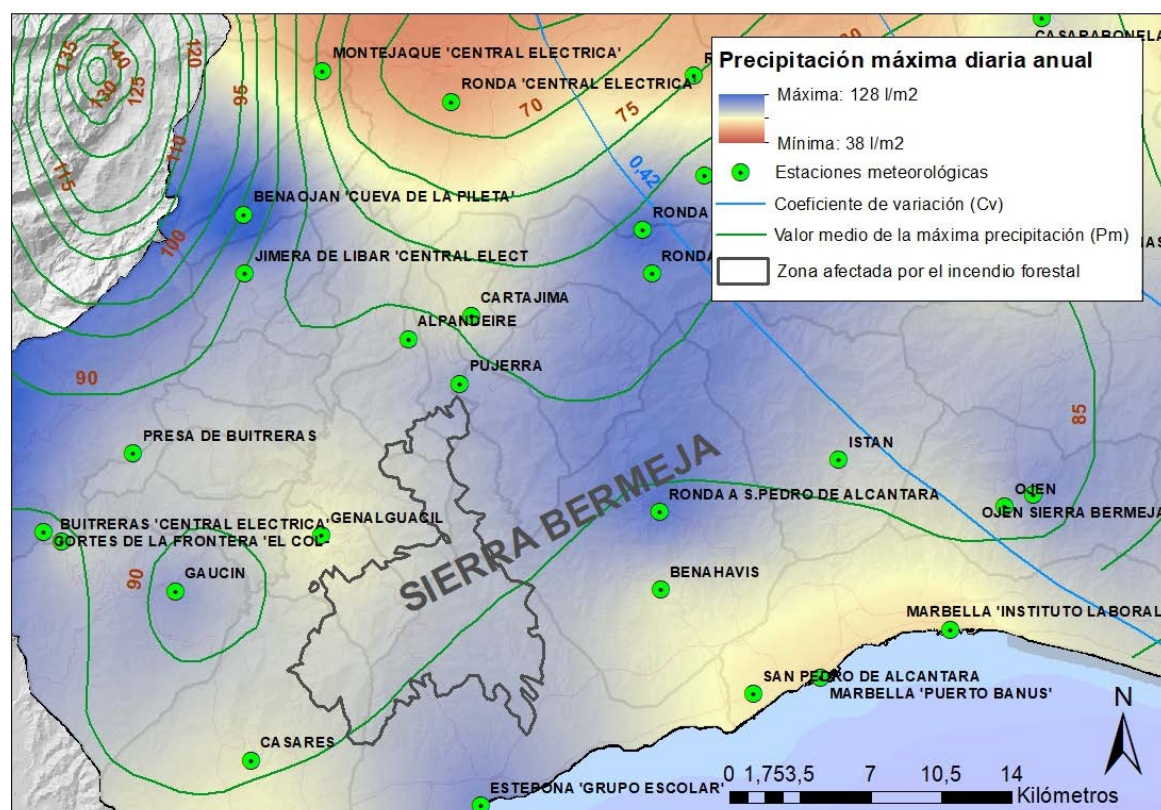 135
140
120
130
125
115
110
95
100
MONTEJAQUE 'CENTRAL ELECTRICA'
RONDA 'CENTRAL ELECTRICA'
R
70
75
80
CASARABONELA
Precipitación máxima diaria anual
Máxima: 128 l/m2
Mínima: 38 l/m2
Estaciones meteorológicas
Coeficiente de variación (Cv)
Valor medio de la máxima precipitación (Pm)
Zona afectada por el incendio forestal
0,42
BENAOJAN 'CUEVA DE LA PILETA'
RONDA
JIMERA DE LIBAR 'CENTRAL ELECT
RONDA
CARTAJIMA
ALPANDEIRE
PUJERRA
90
85
PRESA DE BUITRERAS
ISTAN
SIERRA BERMEJA
RONDA A S.PEDRO DE ALCANTARA
OJEN
OJEN SIERRA BERMEJA
BUITRERAS 'CENTRAL ELECTRICA'
CORTES DE LA FRONTERA 'EL COL-
GENALGUACIL
90
GAUCIN
BENAHAVIS
MARBELLA 'INSTITUTO LABORAL
SAN PEDRO DE ALCANTARA
MARBELLA 'PUERTO BANUS'
CASARES
ESTEPONA 'GRUPO ESCOLAR'
N
0 1,753,5 7 10,5 14
Kilómetros